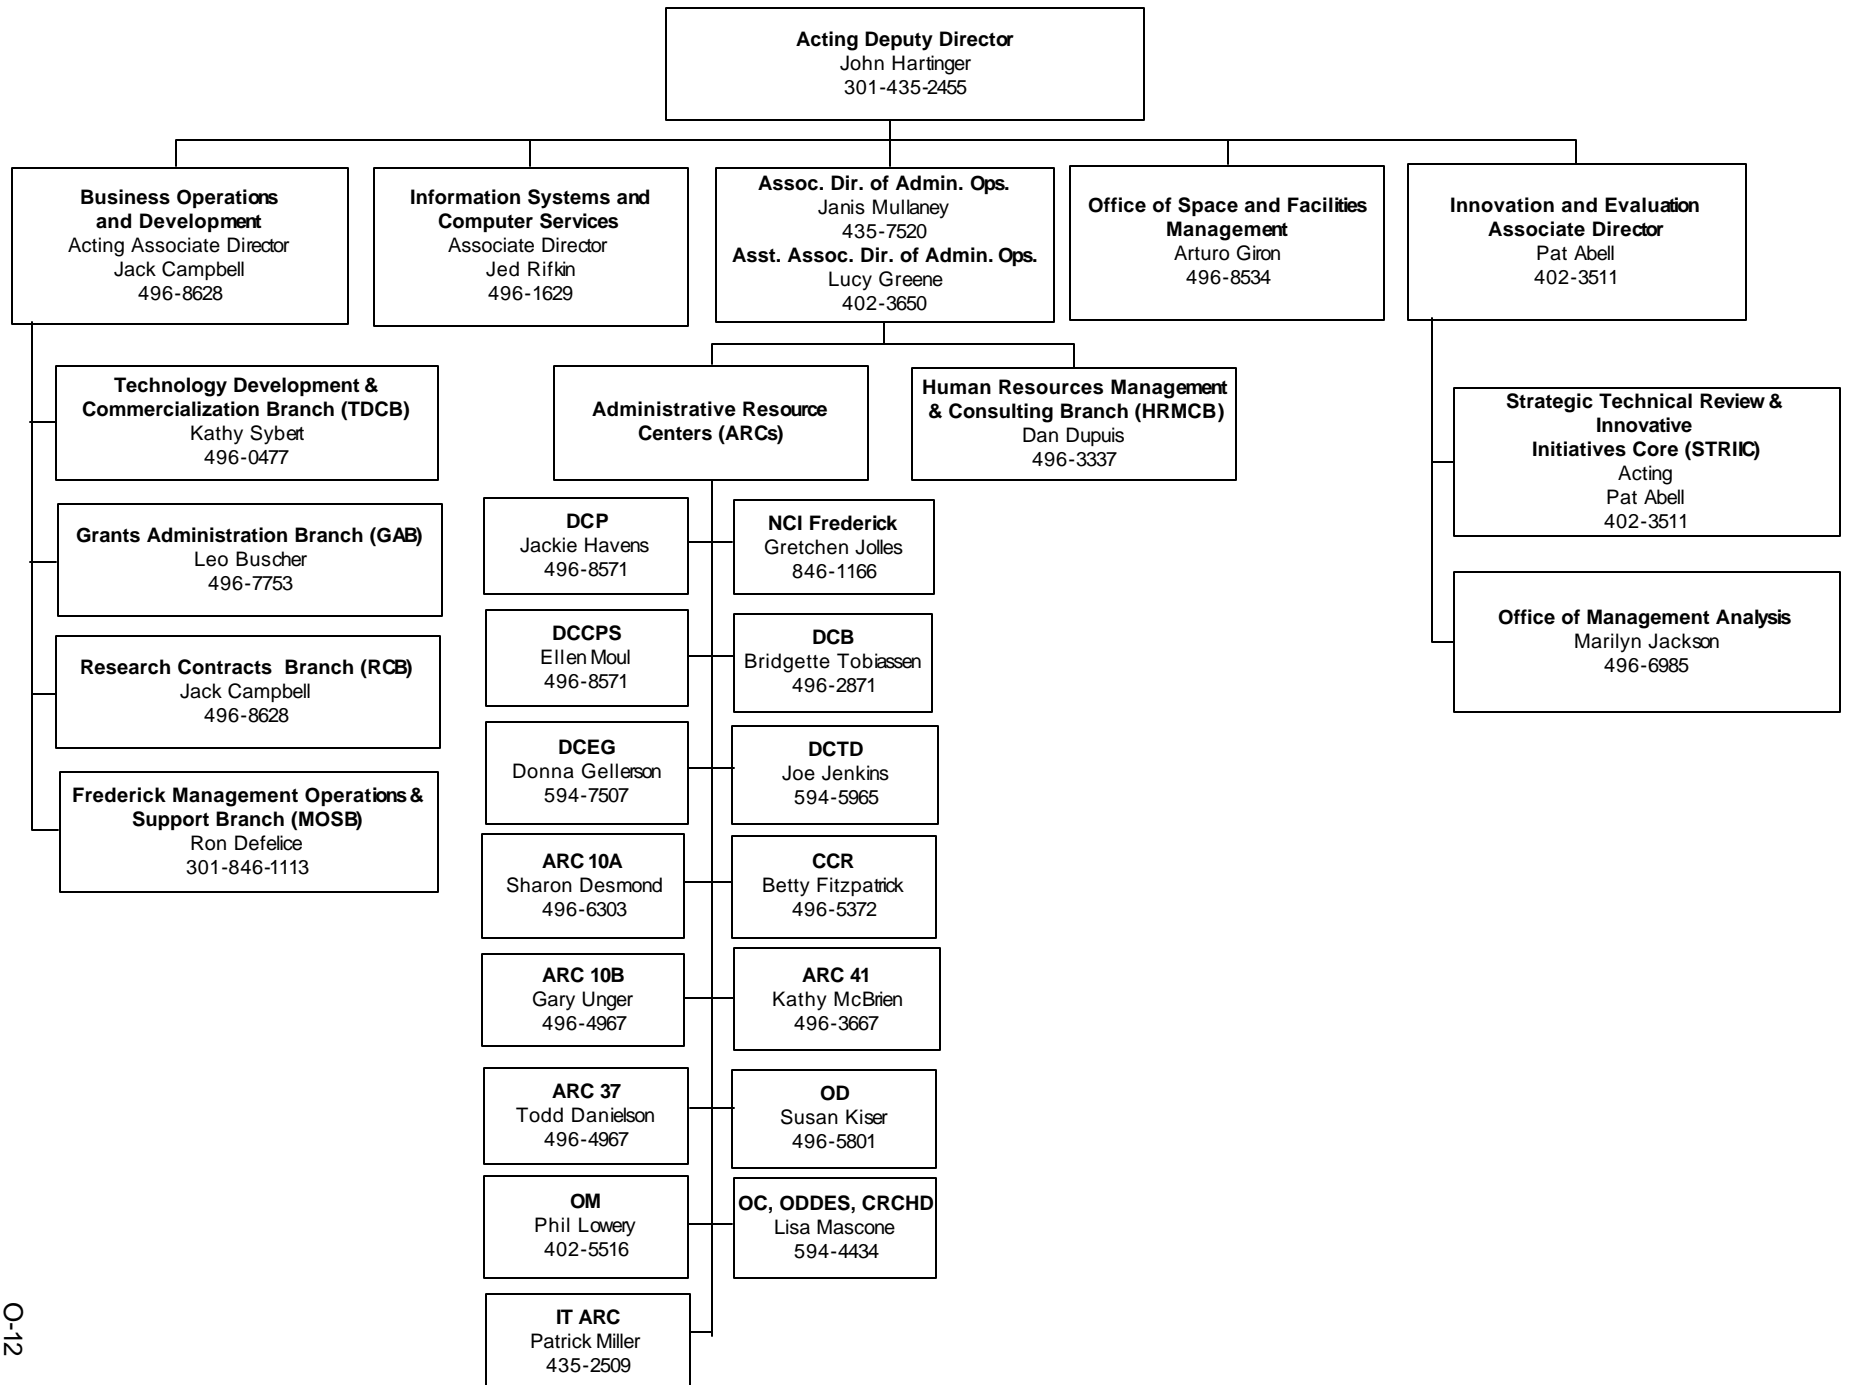 Acting Deputy Director
John Hartinger
301-435-2455
Business Operations
and Development
Acting Associate Director
Jack Campbell
496-8628
Information Systems and
Computer Services
Associate Director
Jed Rifkin
496-1629
Assoc. Dir. of Admin. Ops.
Janis Mullaney
435-7520
Asst. Assoc. Dir. of Admin. Ops.
Lucy Greene
402-3650
Office of Space and Facilities
Management
Arturo Giron
496-8534
Innovation and Evaluation
Associate Director
Pat Abell
402-3511
Technology Development &
Commercialization Branch (TDCB)
Kathy Sybert
496-0477
Grants Administration Branch (GAB)
Leo Buscher
496-7753
Research Contracts Branch (RCB)
Jack Campbell
496-8628
Frederick Management Operations &
Support Branch (MOSB)
Ron Defelice
301-846-1113
Administrative Resource
Centers (ARCs)
Human Resources Management
& Consulting Branch (HRMCB)
Dan Dupuis
496-3337
DCP
Jackie Havens
496-8571
NCI Frederick
Gretchen Jolles
846-1166
DCCPS
Ellen Moul
496-8571
DCB
Bridgette Tobiassen
496-2871
DCEG
Donna Gellerson
594-7507
DCTD
Joe Jenkins
594-5965
ARC 10A
Sharon Desmond
496-6303
CCR
Betty Fitzpatrick
496-5372
ARC 10B
Gary Unger
496-4967
ARC 41
Kathy McBrien
496-3667
ARC 37
Todd Danielson
496-4967
OD
Susan Kiser
496-5801
OM
Phil Lowery
402-5516
OC, ODDES, CRCHD
Lisa Mascone
594-4434
IT ARC
Patrick Miller
435-2509
Strategic Technical Review &
Innovative
Initiatives Core (STRIIC)
Acting
Pat Abell
402-3511
Office of Management Analysis
Marilyn Jackson
496-6985
O-12